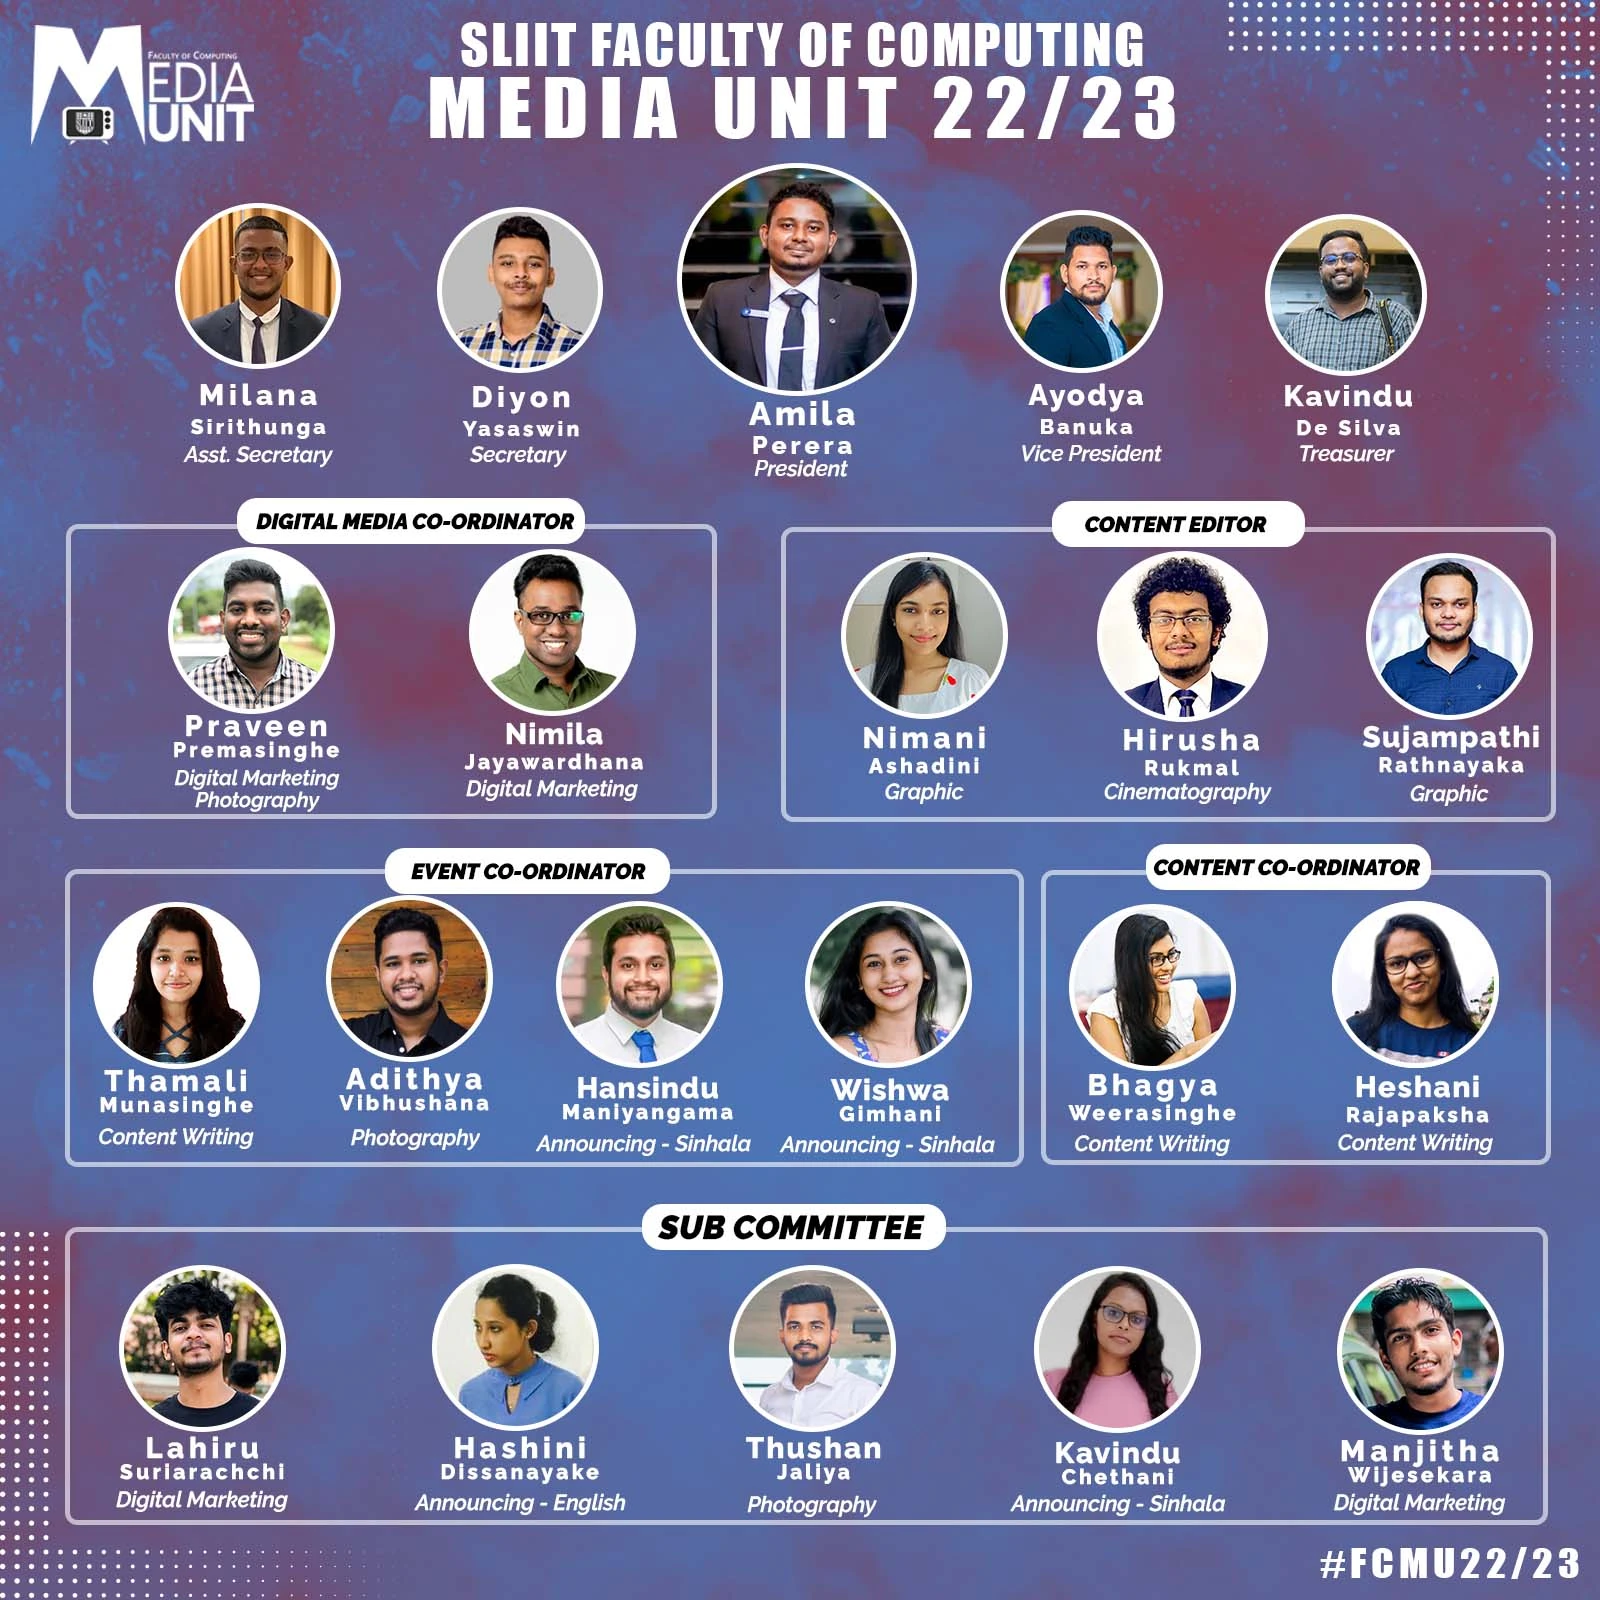 FACULTY OF COMPUTING
MEDIA
UNIT
SLIIT FACULTY OF COMPUTING
MEDIA UNIT 22/23
Milana
Sirithunga
Asst. Secretary
Diyon
Yasaswin
Secretary
Amila
Perera
President
Ayodya
Banuka
Vice President
Kavindu
De Silva
Treasurer
DIGITAL MEDIA CO-ORDINATOR
Praveen
Premasinghe
Digital Marketing
Photography
Nimila
Jayawardhana
Digital Marketing
CONTENT EDITOR
Nimani
Ashadini
Graphic
Hirusha
Rukmal
Cinematography
Sujampathi
Rathnayaka
Graphic
EVENT CO-ORDINATOR
Thamali
Munasinghe
Content Writing
Adithya
Vibhushana
Photography
Hansindu
Maniyangama
Announcing - Sinhala
Wishwa
Gimhani
Announcing - Sinhala
CONTENT CO-ORDINATOR
Bhagya
Weerasinghe
Content Writing
Heshani
Rajapaksha
Content Writing
SUB COMMITTEE
Lahiru
Suriarachchi
Digital Marketing
Hashini
Dissanayake
Announcing - English
Thushan
Jaliya
Photography
Kavindu
Chethani
Announcing - Sinhala
Manjitha
Wijesekara
Digital Marketing
#FCMU22/23